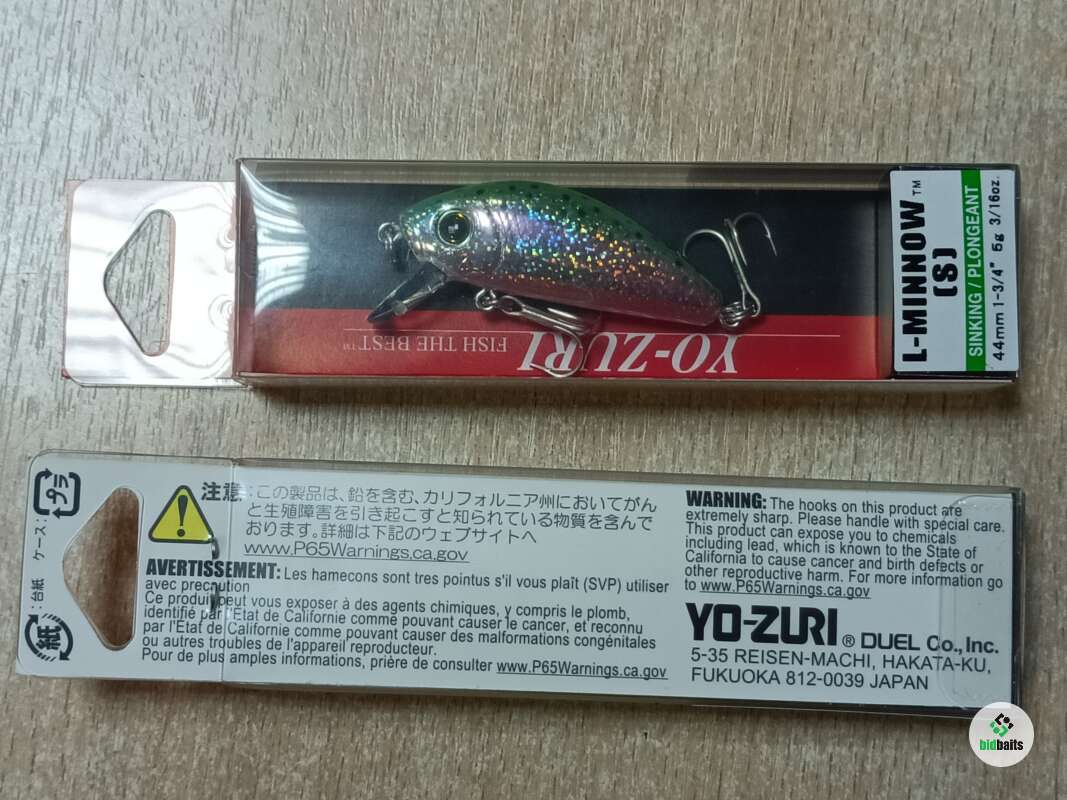 L-MINNOW™
(S)
SINKING / PLONGEANT
44mm 1-3/4" 5g 3/16oz.
YO-ZURI
FISH THE BEST™
プラ
ケース:
台紙
紙
注意:この製品は、鉛を含む、カリフォルニア州においてがん
と生殖障害を引き起こすと知られている物質を含んで
おります。詳細は下記のウェブサイトへ
www.P65Warnings.ca.gov
AVERTISSEMENT: Les hamecons sont tres pointus s'il vous plaît (SVP) utiliser
avec precution
Ce produit peut vous exposer à des agents chimiques, y compris le plomb,
identifié par l'Etat de Californie comme pouvant causer le cancer, et reconnu
par l'Etat de Californie comme pouvant causer des malformations congénitales
ou autres troubles de l'appareil reproducteur.
Pour de plus amples informations, prière de consulter www.P65Warnings.ca.gov
WARNING: The hooks on this product are
extremely sharp. Please handle with special care.
This product can expose you to chemicals
including lead, which is known to the State of
California to cause cancer and birth defects or
other reproductive harm. For more information go
to www.P65Warnings.ca.gov
YO-ZURI® DUEL Co., Inc.
5-35 REISEN-MACHI, HAKATA-KU,
FUKUOKA 812-0039 JAPAN
bidbaits